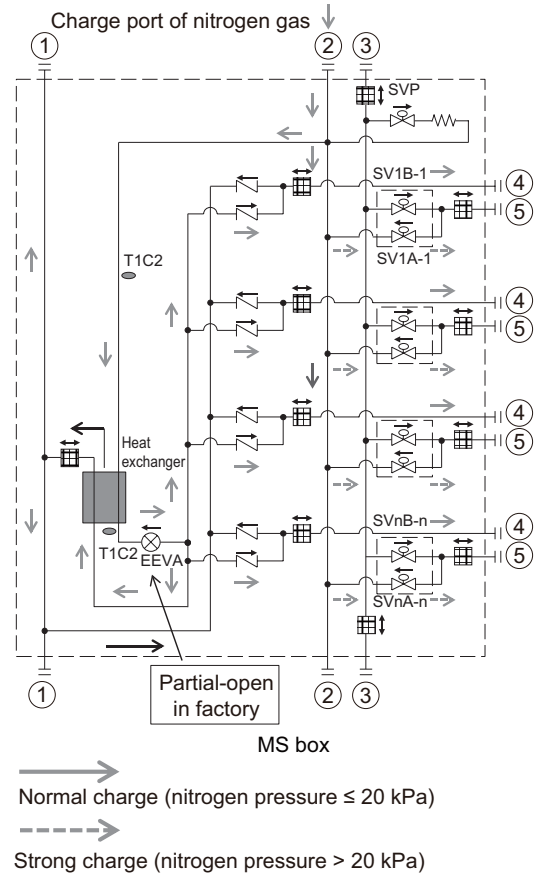 Charge port of nitrogen gas
① ② ③
SVP
SV1B-1
④
⑤
SV1A-1
T1C2
④
⑤
④
⑤
Heat
exchanger
SVnB-n
④
⑤
T1C2
EEVA
SVnA-n
① ② ③
Partial-open
in factory
MS box
Normal charge (nitrogen pressure ≤ 20 kPa)
Strong charge (nitrogen pressure > 20 kPa)